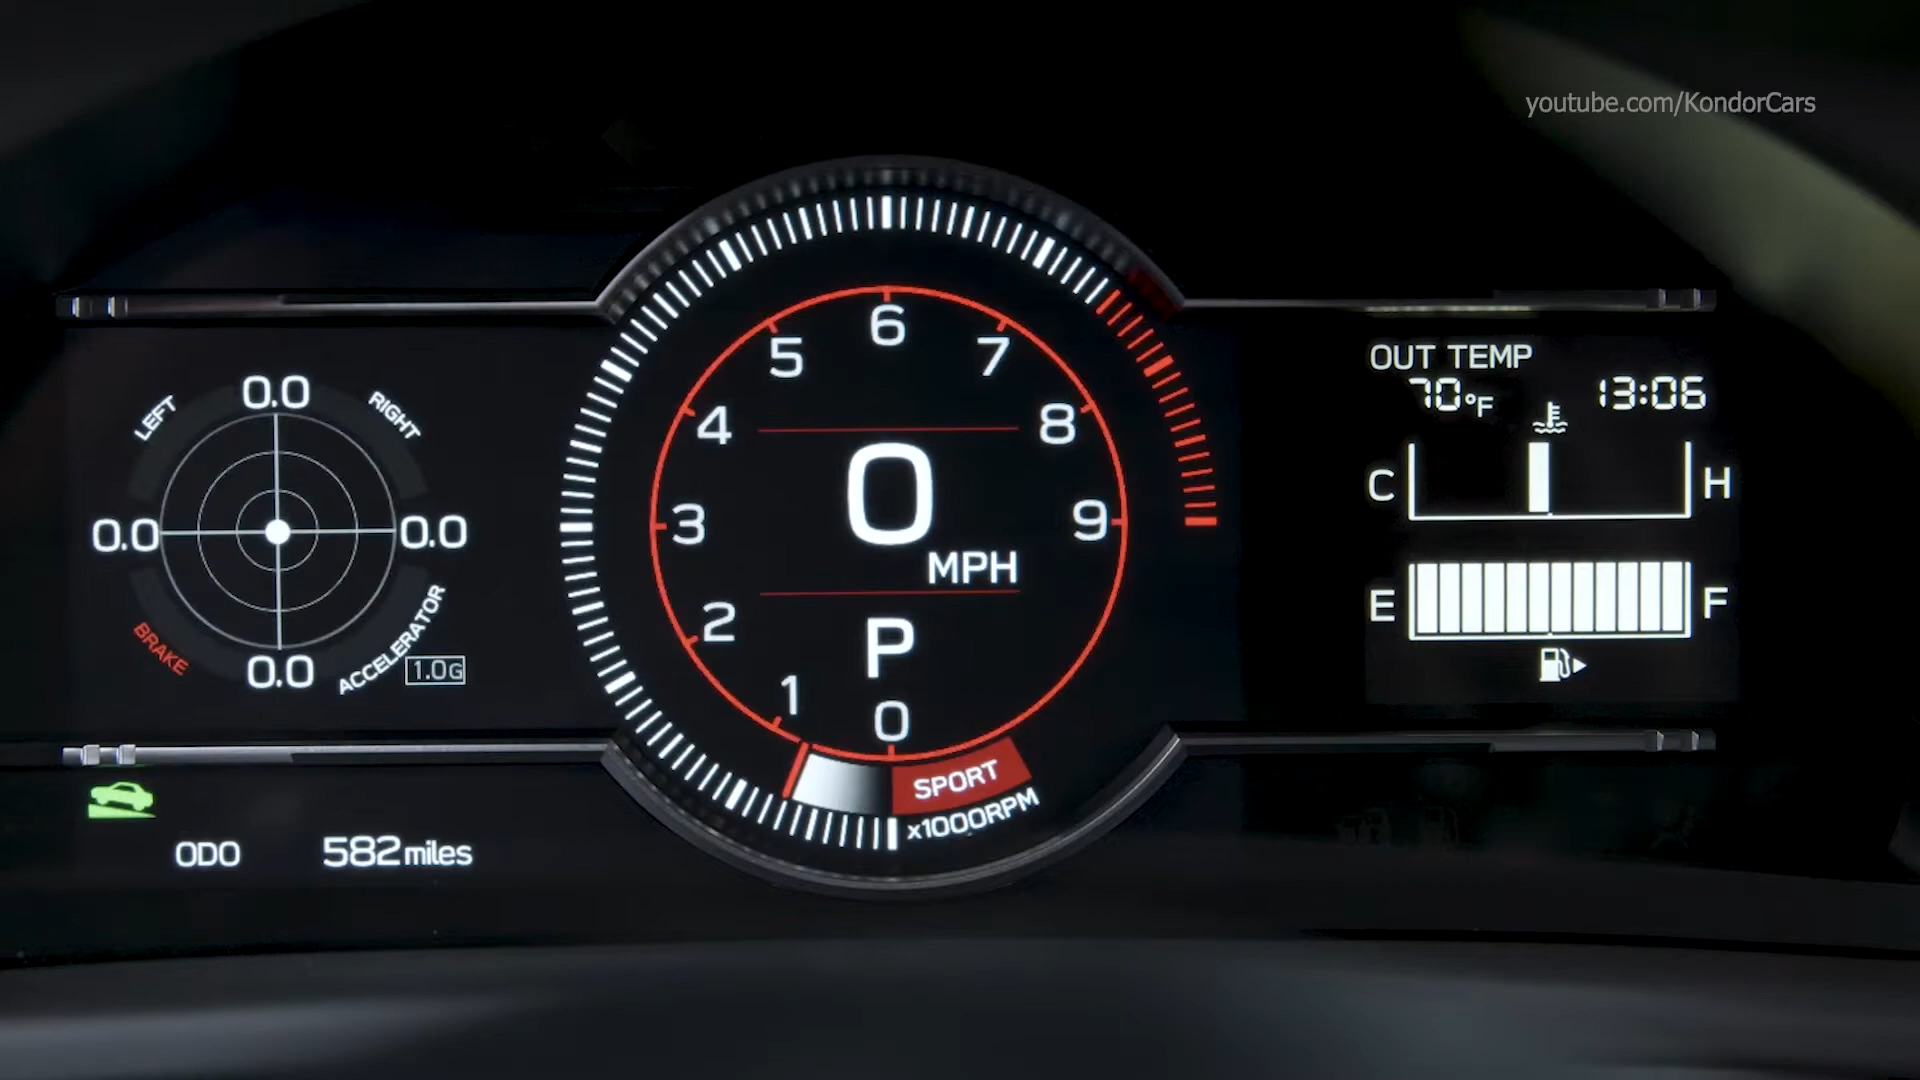 youtube.com/KondorCars
LEFT
0.0
RIGHT
0.0
0.0
BRAKE
0.0
ACCELERATOR
1.0G
ODO 582 miles
6
5
7
4
8
3
9
2
1
0
0
MPH
P
SPORT
x1000RPM
OUT TEMP
70°F 13:06
C H
E F